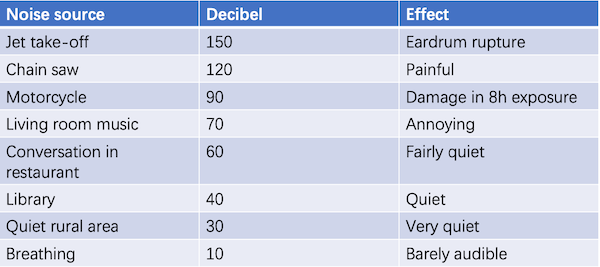 Noise source Decibel Effect
Jet take-off 150 Eardrum rupture
Chain saw 120 Painful
Motorcycle 90 Damage in 8h exposure
Living room music 70 Annoying
Conversation in 60 Fairly quiet
restaurant
Library 40 Quiet
Quiet rural area 30 Very quiet
Breathing 10 Barely audible